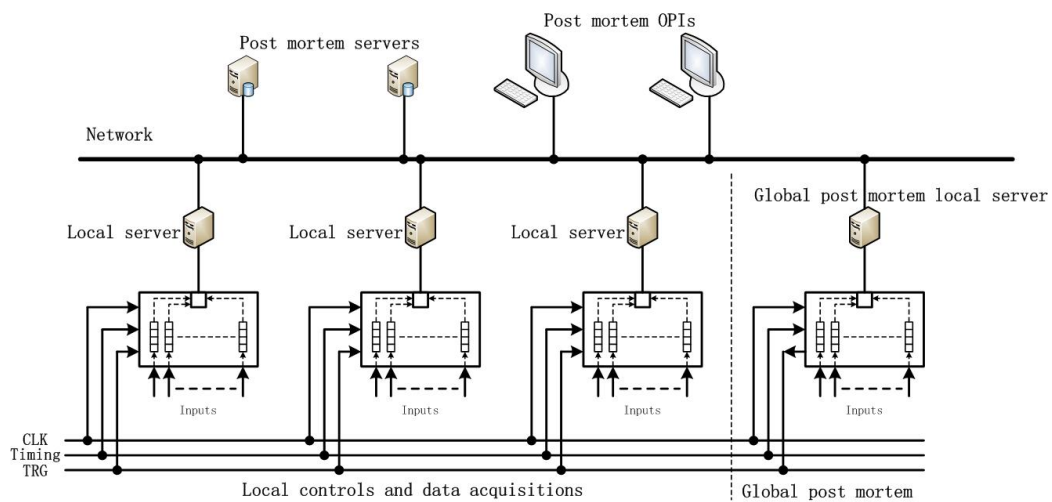 Post mortem OPIs
Post mortem servers
Network
Global post mortem local server
Local server
Local server
Local server
Inputs
Inputs
Inputs
Inputs
CLK
Timing
TRG
Local controls and data acquisitions
Global post mortem